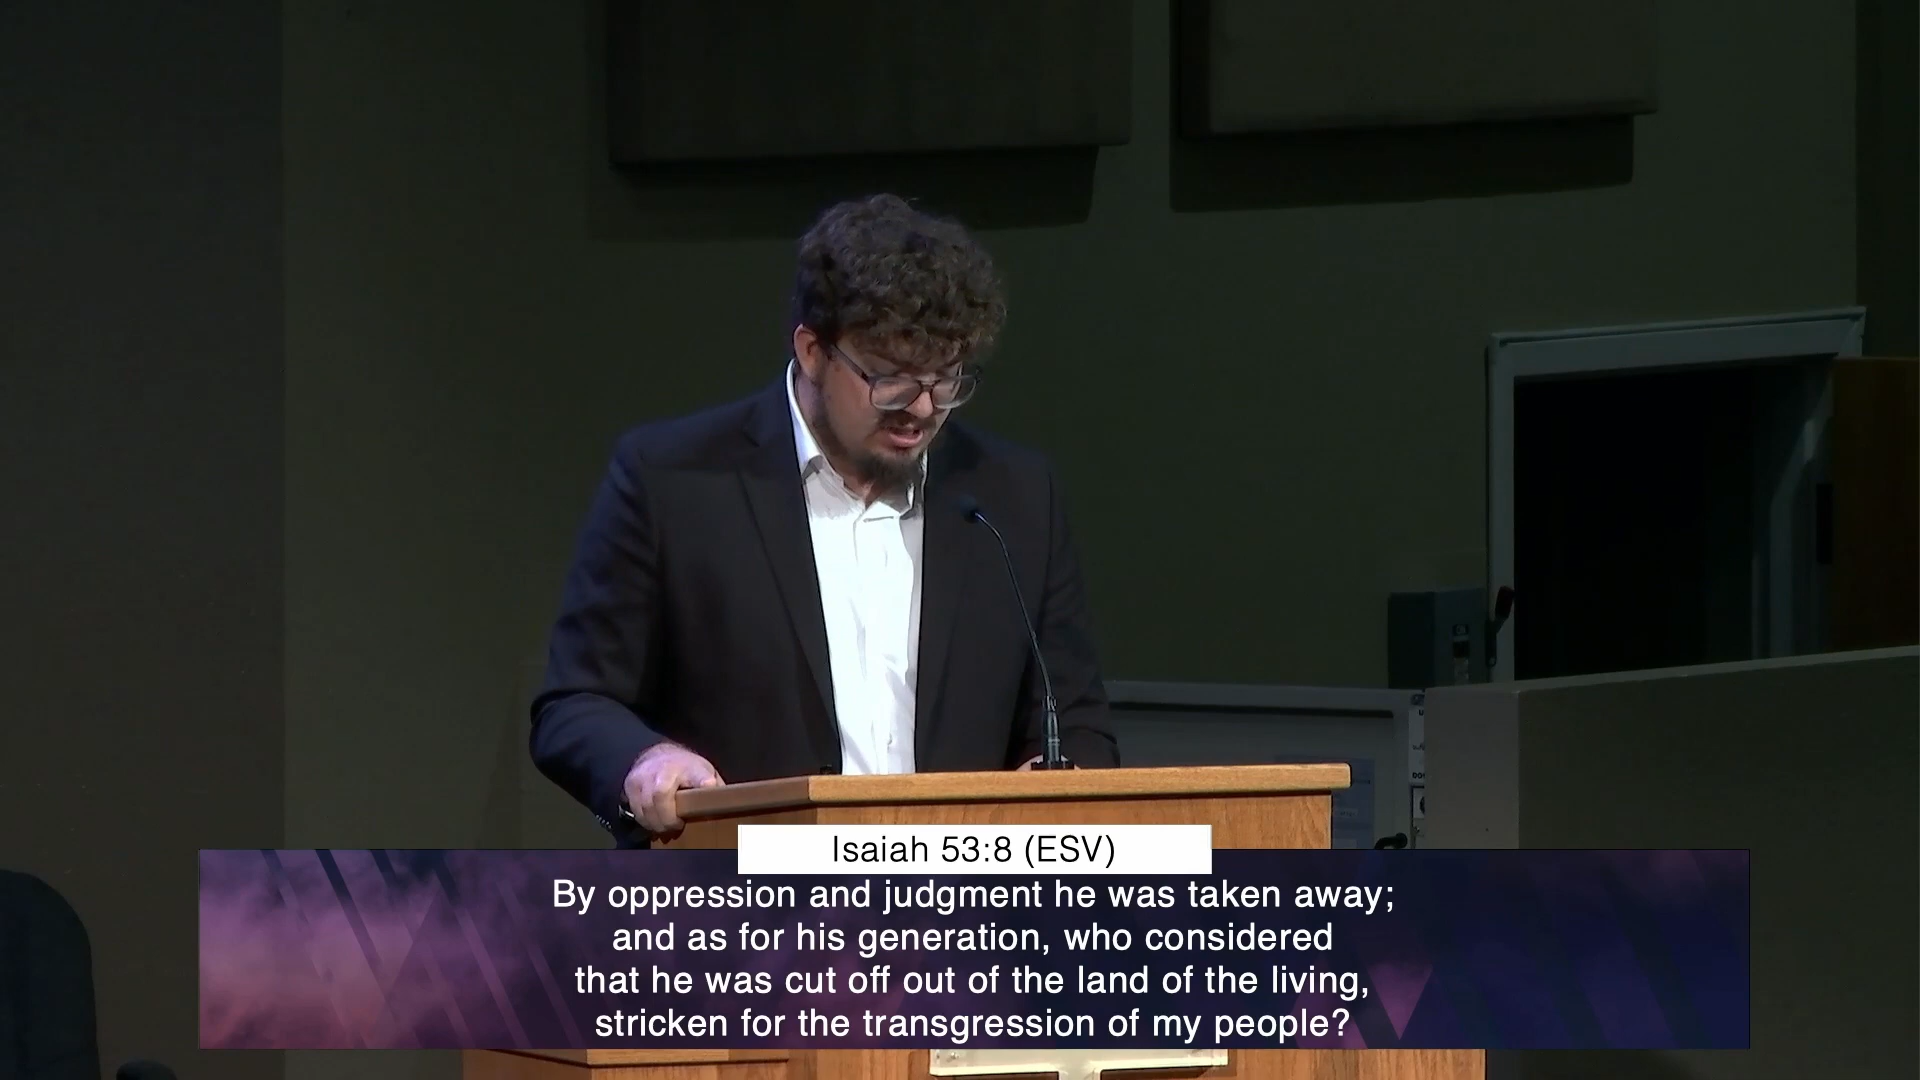 Isaiah 53:8 (ESV)
By oppression and judgment he was taken away;
and as for his generation, who considered
that he was cut off out of the land of the living,
stricken for the transgression of my people?